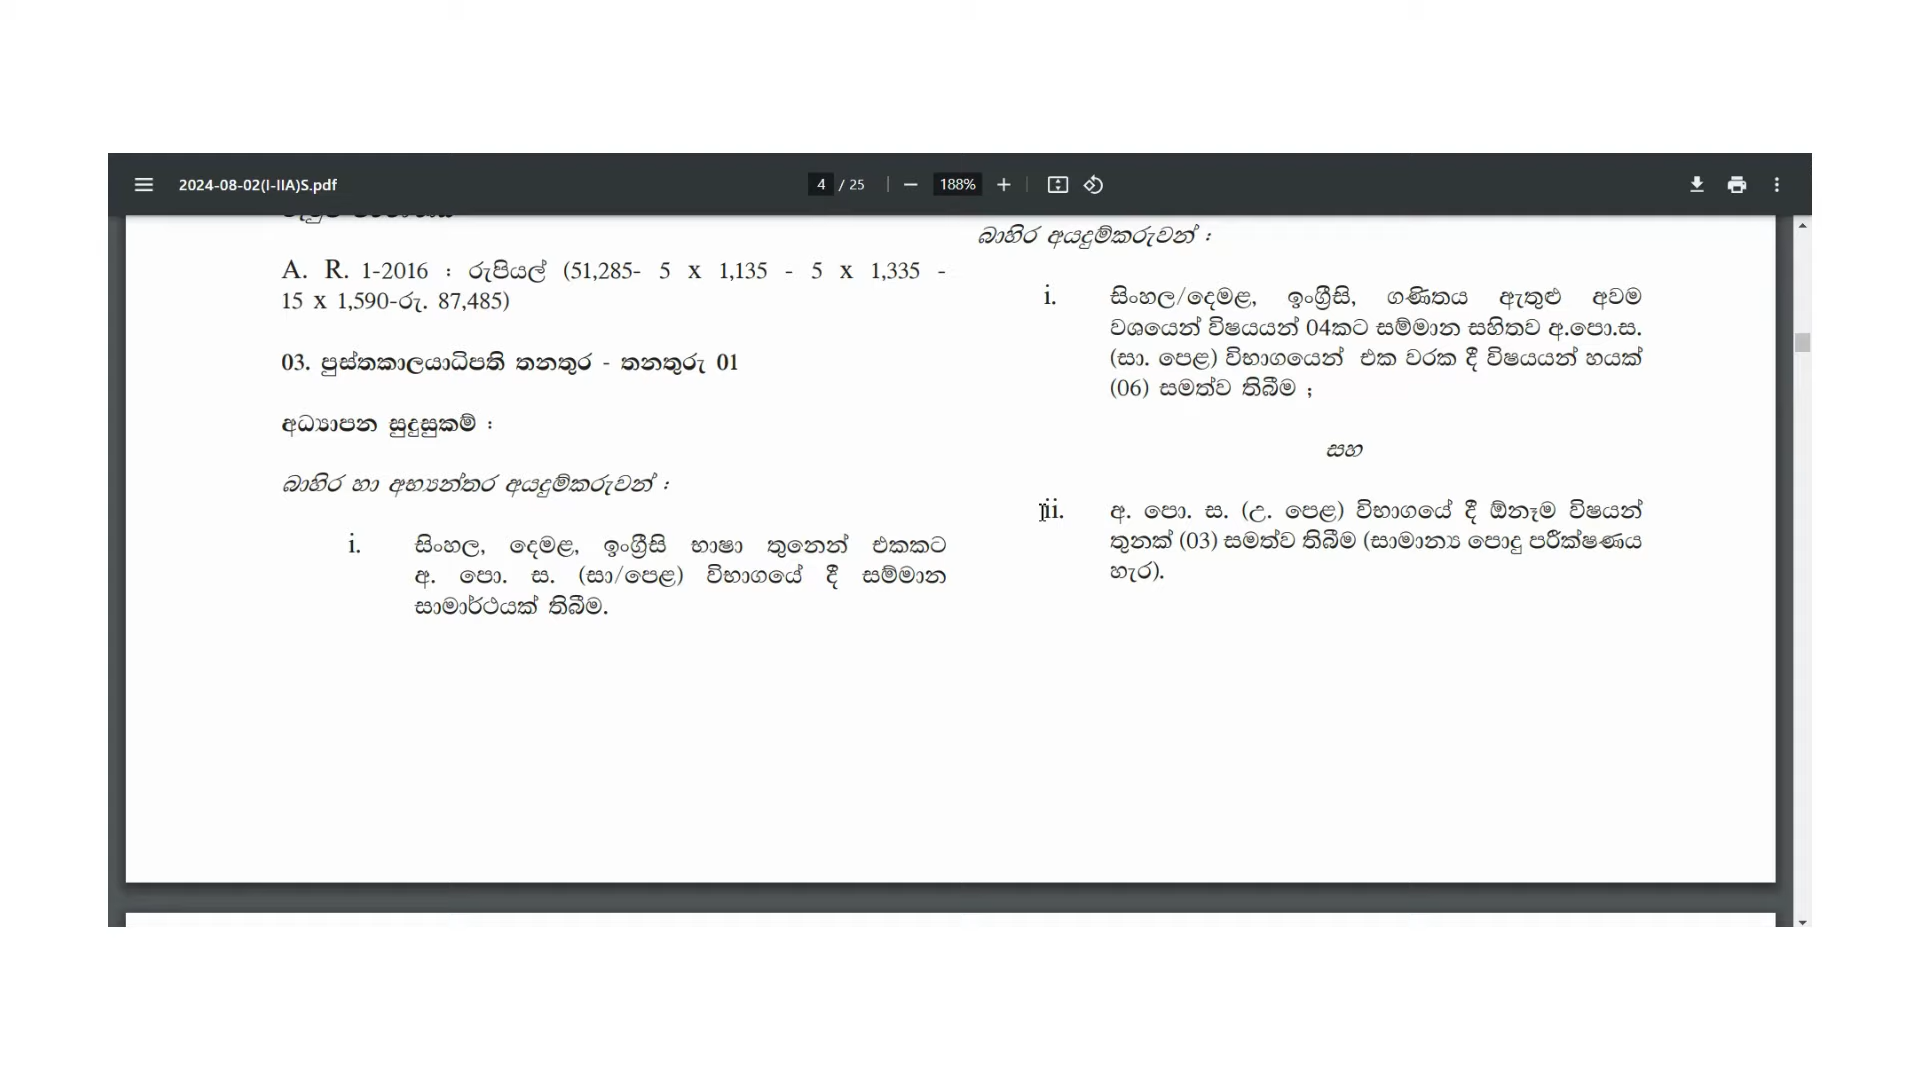 2024-08-02(I-IIA)S.pdf
4 / 25
188%
A. R. 1-2016 : රුපියල් (51,285- 5 x 1,135 - 5 x 1,335 -
15 x 1,590-රු. 87,485)
03. පුස්තකාලයාධිපති තනතුර - තනතුරු 01
අධ්‍යාපන සුදුසුකම් :
බාහිර හා අභ්‍යන්තර අයදුම්කරුවන් :
i. සිංහල, දෙමළ, ඉංග්‍රීසි භාෂා තුනෙන් එකකට
අ. පො. ස. (සා/පෙළ) විභාගයේ දී සම්මාන
සාමාර්ථයක් තිබීම.
බාහිර අයදුම්කරුවන් :
i. සිංහල/දෙමළ, ඉංග්‍රීසි, ගණිතය ඇතුළු අවම
වශයෙන් විෂයයන් 04කට සම්මාන සහිතව අ.පො.ස.
(සා. පෙළ) විභාගයෙන් එක වරක දී විෂයයන් හයක්
(06) සමත්ව තිබීම ;
සහ
ii. අ. පො. ස. (උ. පෙළ) විභාගයේ දී ඕනෑම විෂයන්
තුනක් (03) සමත්ව තිබීම (සාමාන්‍ය පොදු පරීක්ෂණය
හැර).